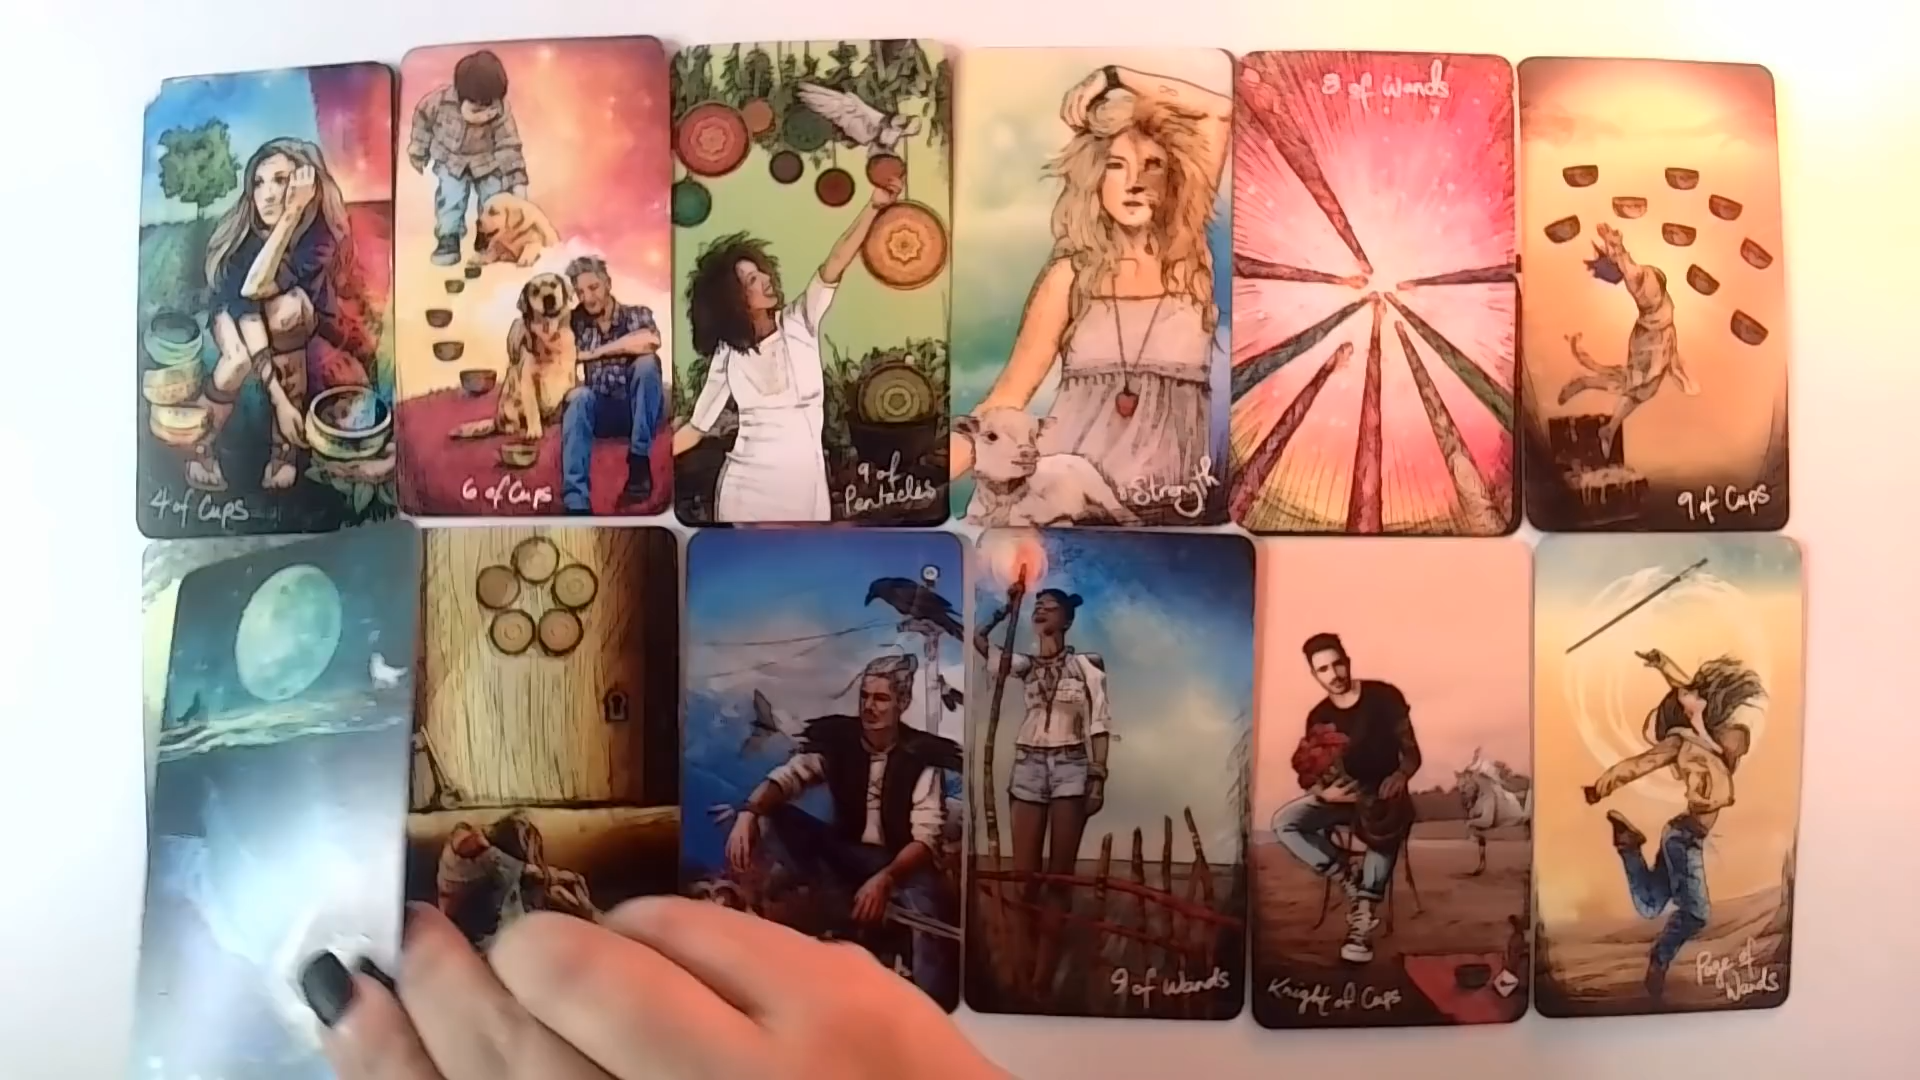 8 of Wands
4 of Cups
6 of Cups
9 of
Pentacles
Strength
9 of Cups
9 of Wands
Knight of Cups
Page of
Wands